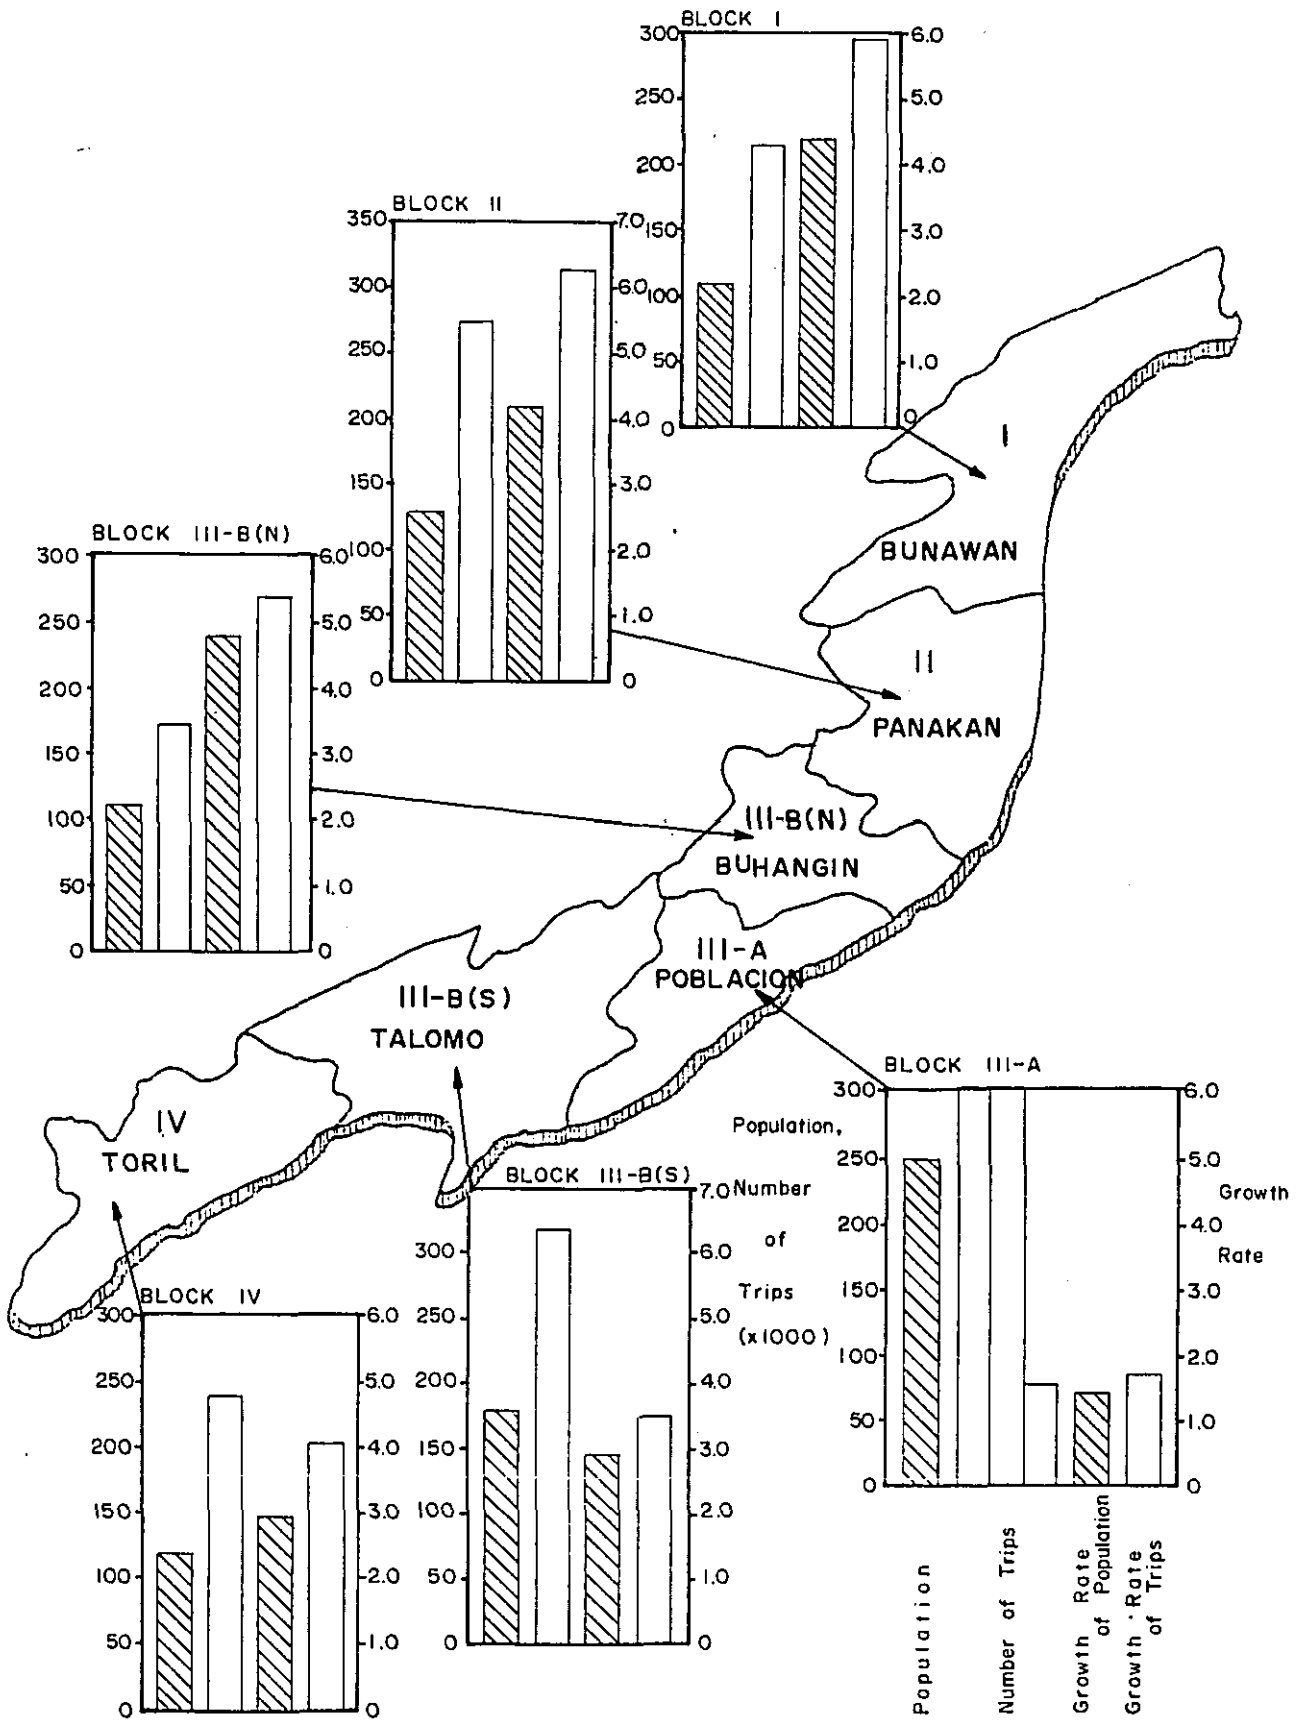 BLOCK I
300
250
200
150
100
50
0
6.0
5.0
4.0
3.0
2.0
1.0
0
BLOCK II
350
300
250
200
150
100
50
0
7.0
6.0
5.0
4.0
3.0
2.0
1.0
0
BLOCK III-B(N)
300
250
200
150
100
50
0
6.0
5.0
4.0
3.0
2.0
1.0
0
I
BUNAWAN
II
PANAKAN
III-B(N)
BUHANGIN
III-A
POBLACION
III-B(S)
TALOMO
IV
TORIL
BLOCK III-A
300
250
200
150
100
50
0
6.0
5.0
4.0
3.0
2.0
1.0
0
Population,
Number
of
Trips
(x1000)
Growth
Rate
BLOCK III-B(S)
300
250
200
150
100
50
0
7.0
6.0
5.0
4.0
3.0
2.0
1.0
0
BLOCK IV
300
250
200
150
100
50
0
6.0
5.0
4.0
3.0
2.0
1.0
0
Population
Number of Trips
Growth Rate
of Population
Growth Rate
of Trips